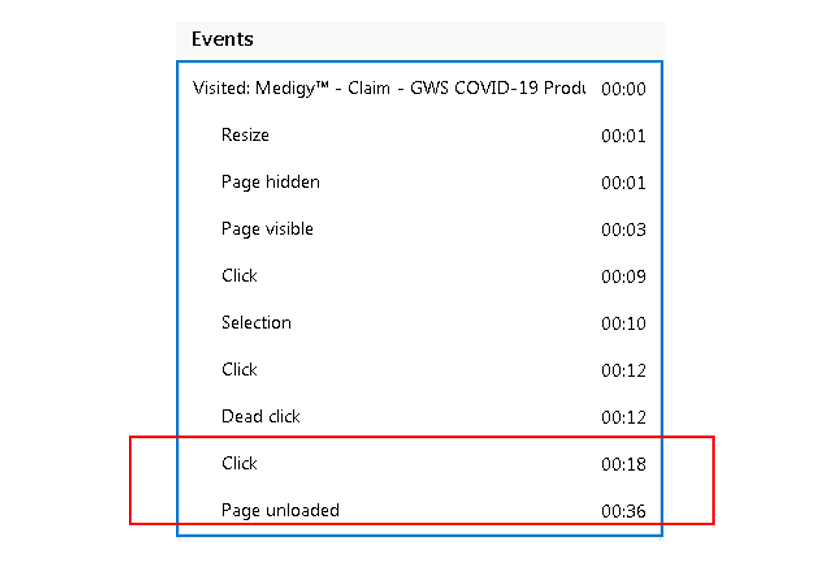 Events
Visited: Medigy™ - Claim - GWS COVID-19 Produ 00:00
Resize 00:01
Page hidden 00:01
Page visible 00:03
Click 00:09
Selection 00:10
Click 00:12
Dead click 00:12
Click 00:18
Page unloaded 00:36